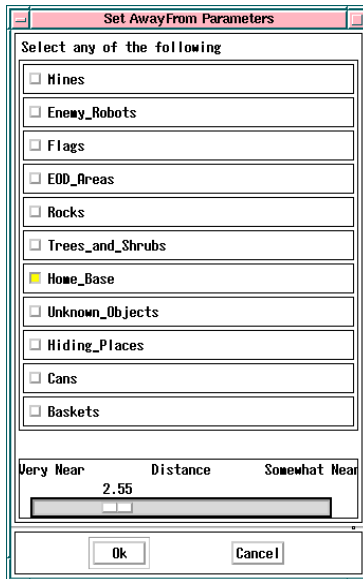 Set AwayFrom Parameters
Select any of the following
Mines
Enemy_Robots
Flags
EOD_Areas
Rocks
Trees_and_Shrubs
Home_Base
Unknown_Objects
Hiding_Places
Cans
Baskets
Very Near Distance Somewhat Near
2.55
Ok Cancel